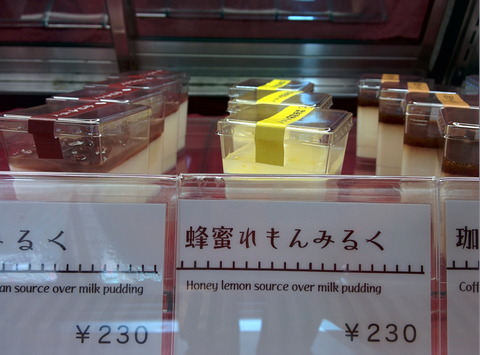 みるく
an source over milk pudding
¥230
蜂蜜れもんみるく
Honey lemon source over milk pudding
¥230
珈
Coff